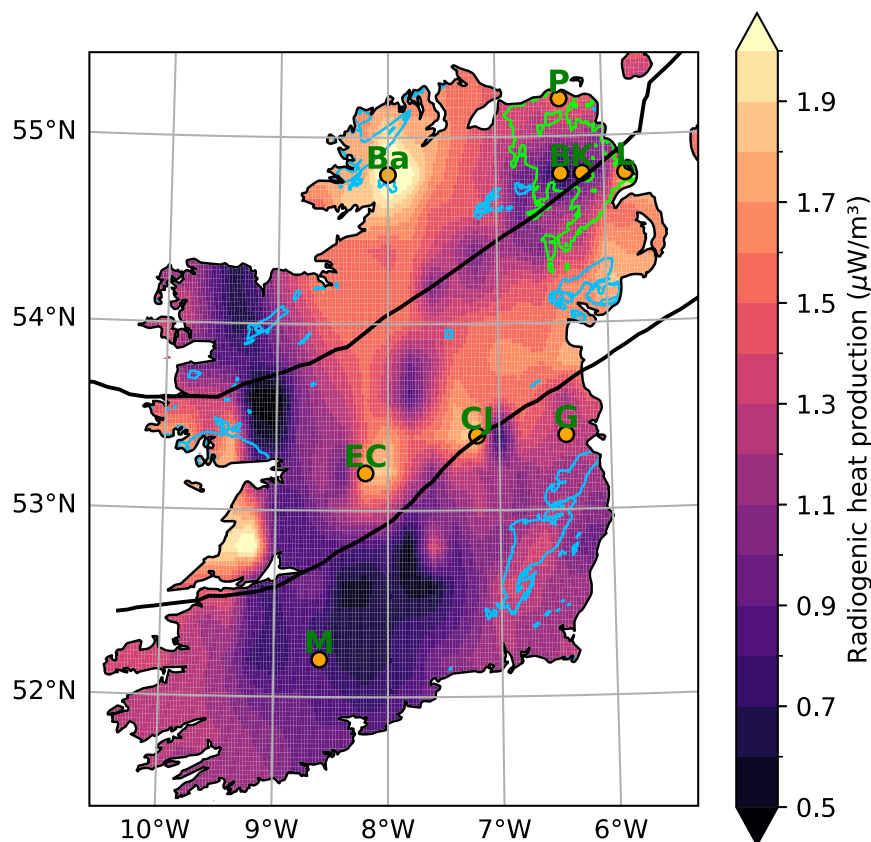 P
55°N
Ba
BK
L
54°N
CJ
G
EC
53°N
M
52°N
10°W
9°W
8°W
7°W
6°W
1.9
1.7
1.5
1.3
1.1
0.9
0.7
0.5
Radiogenic heat production (µW/m³)